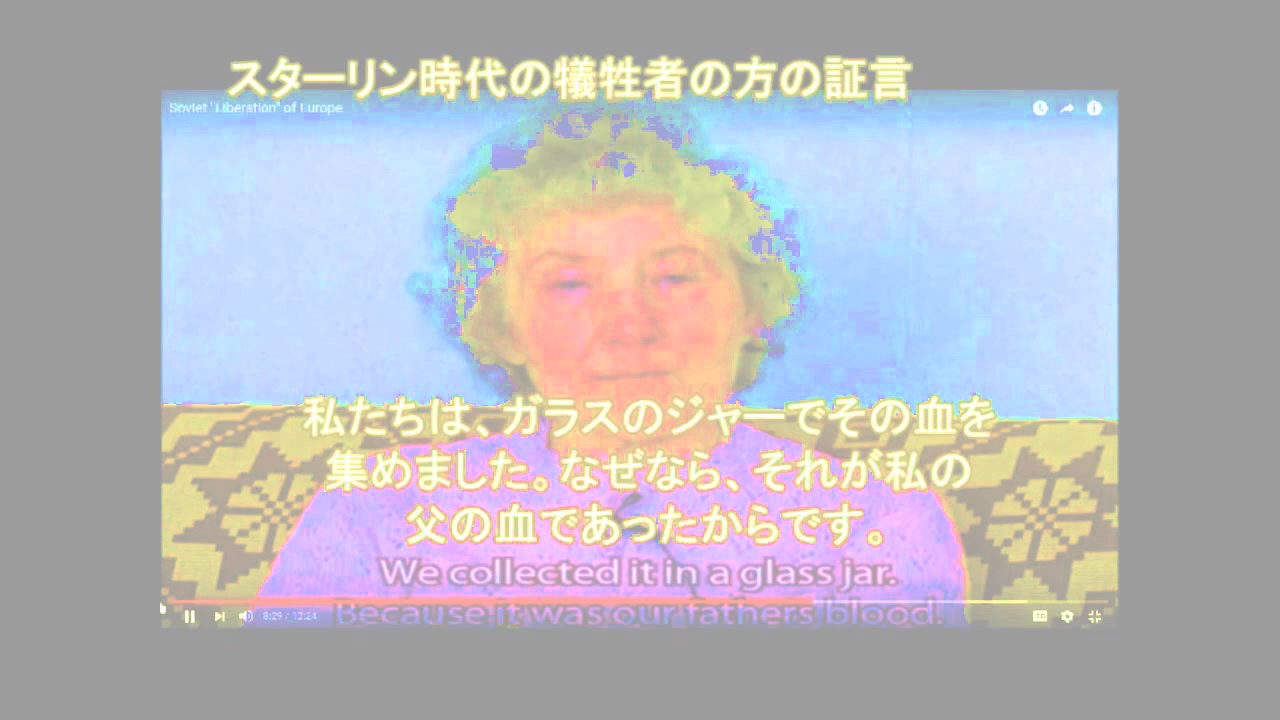 スターリン時代の犠牲者の方の証言
Soviet "Liberation" of Europe
私たちは、ガラスのジャーでその血を
集めました。なぜなら、それが私の
父の血であったからです。
We collected it in a glass jar.
Because it was our fathers blood.
8:29 / 12:24